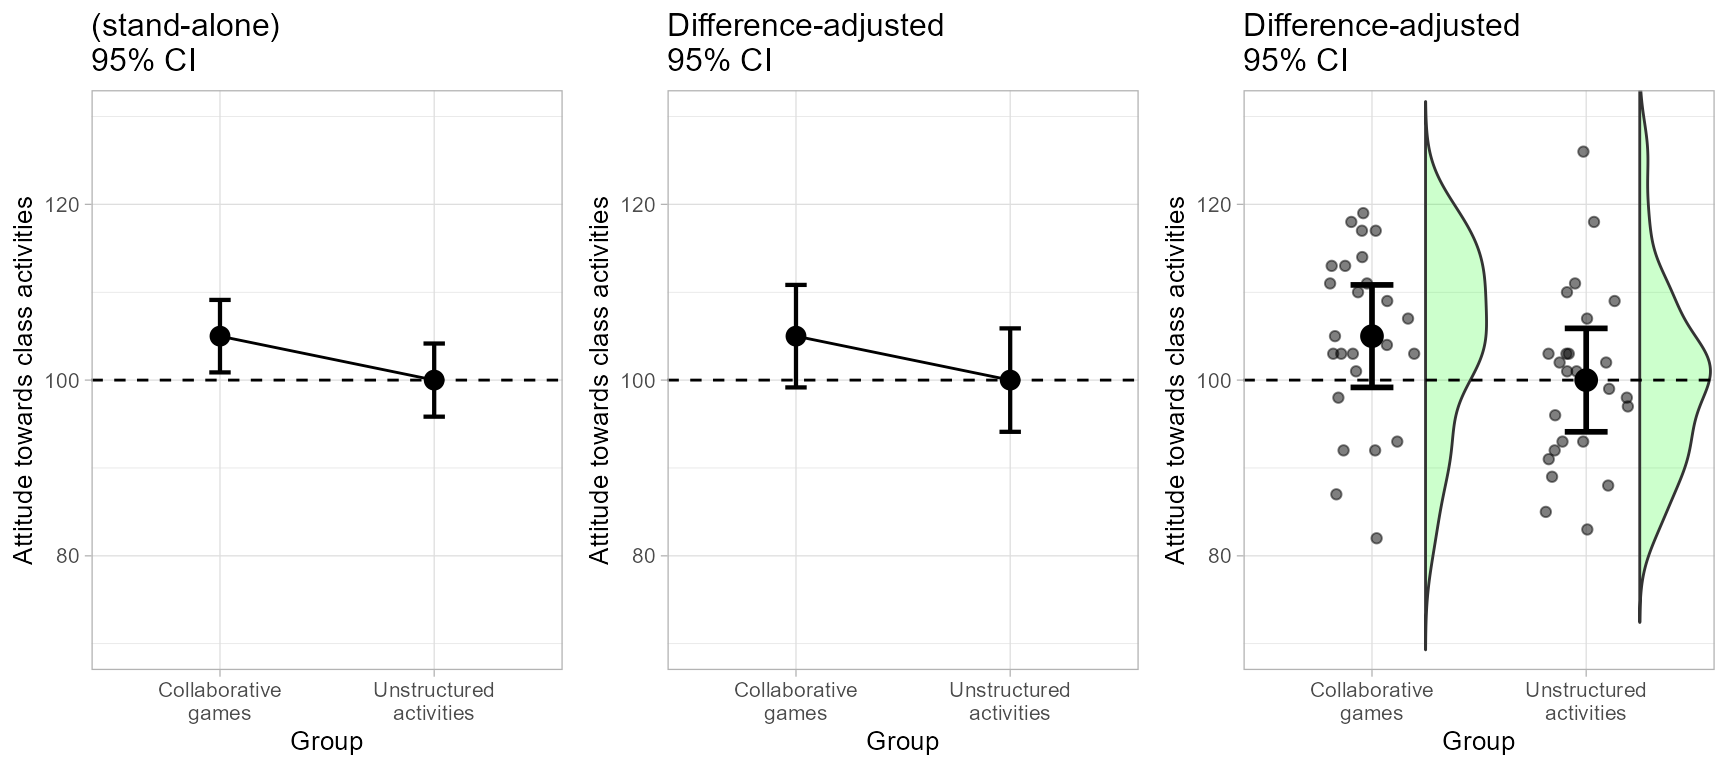 (stand-alone)
95% CI
Attitude towards class activities
120
100
80
Collaborative
games
Unstructured
activities
Group
Difference-adjusted
95% CI
Attitude towards class activities
120
100
80
Collaborative
games
Unstructured
activities
Group
Difference-adjusted
95% CI
Attitude towards class activities
120
100
80
Collaborative
games
Unstructured
activities
Group